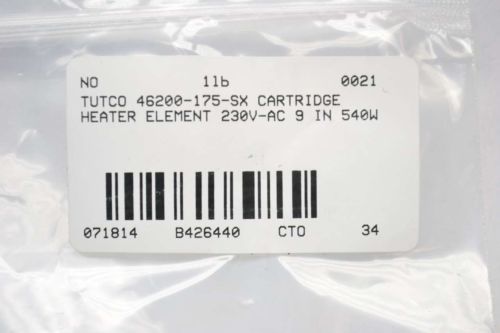 NO 1lb 0021
TUTCO 46200-175-SX CARTRIDGE
HEATER ELEMENT 230V-AC 9 IN 540W
071814 B426440 CTO 34